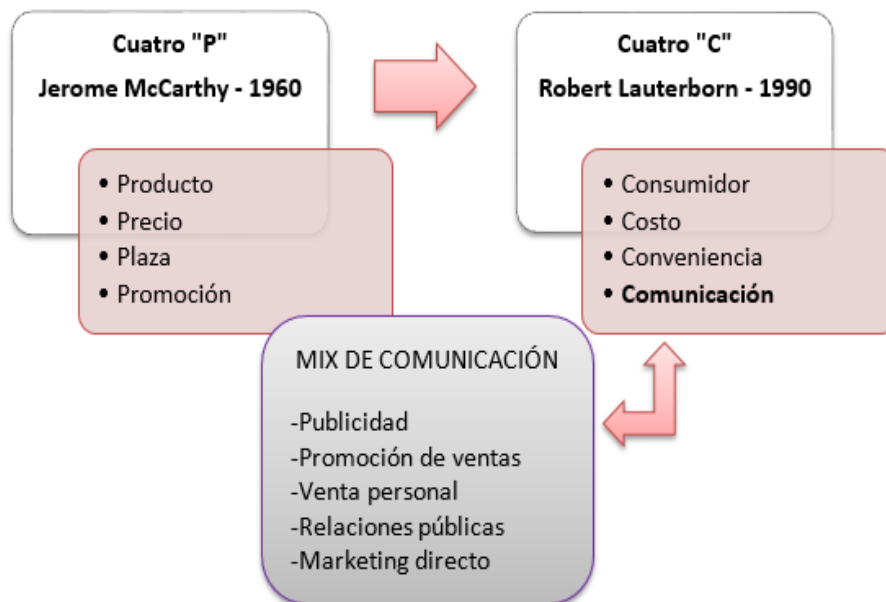 Cuatro "P"
Jerome McCarthy - 1960
• Producto
• Precio
• Plaza
• Promoción
Cuatro "C"
Robert Lauterborn - 1990
• Consumidor
• Costo
• Conveniencia
• Comunicación
MIX DE COMUNICACIÓN
-Publicidad
-Promoción de ventas
-Venta personal
-Relaciones públicas
-Marketing directo